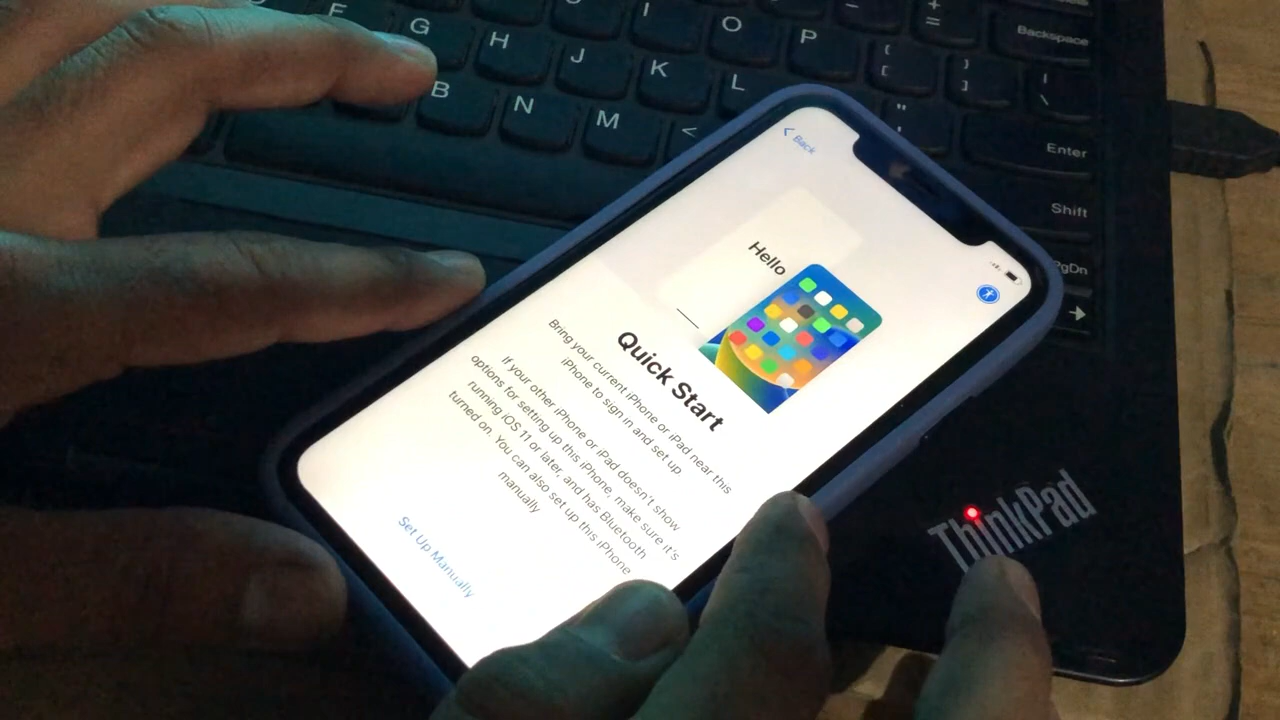 F
I
O
P
+
=
Backspace
G
H
J
K
L
{
[
}
]
|
\
B
N
M
<
"
'
Enter
Shift
PgDn
→
< Back
Hello
Quick Start
Bring your current iPhone or iPad near this
iPhone to sign in and set up.
If your other iPhone or iPad doesn't show
options for setting up this iPhone, make sure it's
running iOS 11 or later, and has Bluetooth
turned on. You can also set up this iPhone
manually
Set Up Manually
ThinkPad